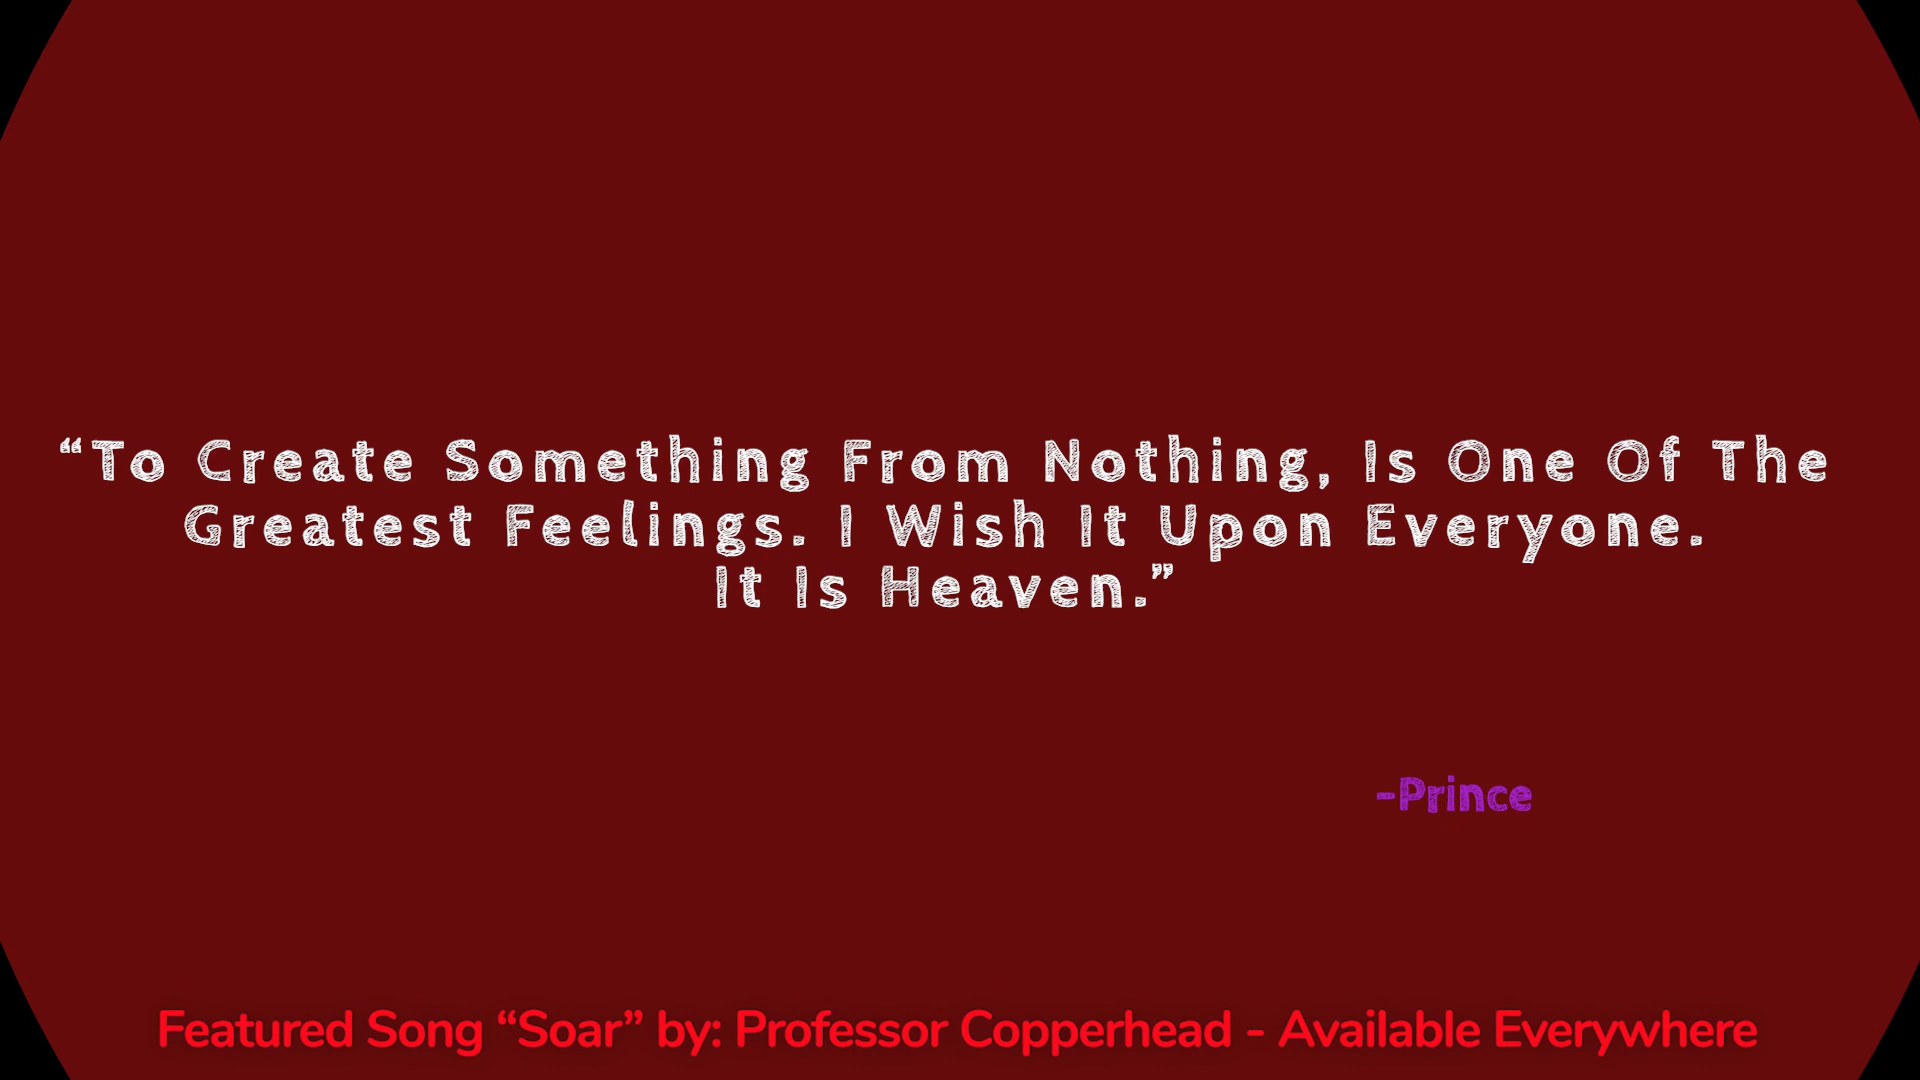 “To Create Something From Nothing, Is One Of The
Greatest Feelings. I Wish It Upon Everyone.
It Is Heaven.”
-Prince
Featured Song “Soar” by: Professor Copperhead - Available Everywhere